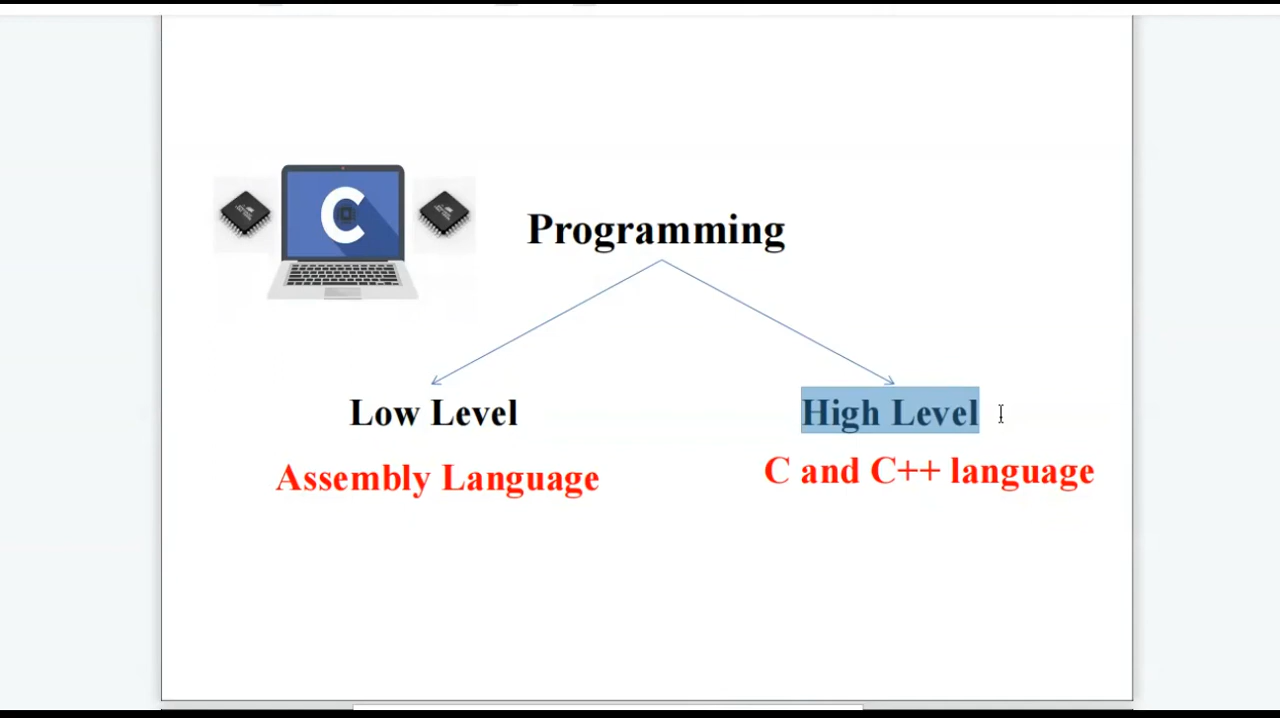 C
Programming
Low Level
High Level
Assembly Language
C and C++ language